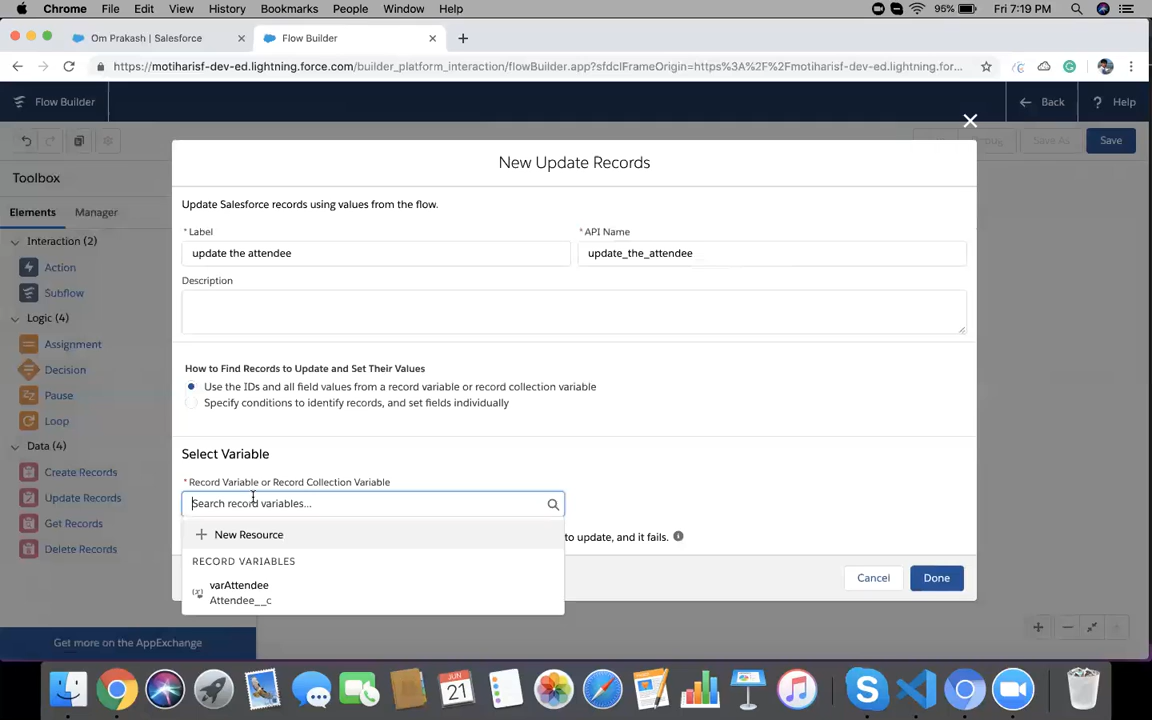 Chrome File Edit View History Bookmarks People Window Help 96% Fri 7:19 PM
Om Prakash | Salesforce
Flow Builder
https://motiharisf-dev-ed.lightning.force.com/builder_platform_interaction/flowBuilder.app?sfdcIFrameOrigin=https%3A%2F%2Fmotiharisf-dev-ed.lightning.for...
Flow Builder
Back
? Help
Save As
Save
Toolbox
Elements
Manager
Interaction (2)
Action
Subflow
Logic (4)
Assignment
Decision
Pause
Loop
Data (4)
Create Records
Update Records
Get Records
Delete Records
Get more on the AppExchange
New Update Records
Update Salesforce records using values from the flow.
* Label
update the attendee
* API Name
update_the_attendee
Description
How to Find Records to Update and Set Their Values
Use the IDs and all field values from a record variable or record collection variable
Specify conditions to identify records, and set fields individually
Select Variable
* Record Variable or Record Collection Variable
Search record variables...
New Resource
RECORD VARIABLES
varAttendee
Attendee__c
to update, and it fails.
Cancel
Done
JUN
21